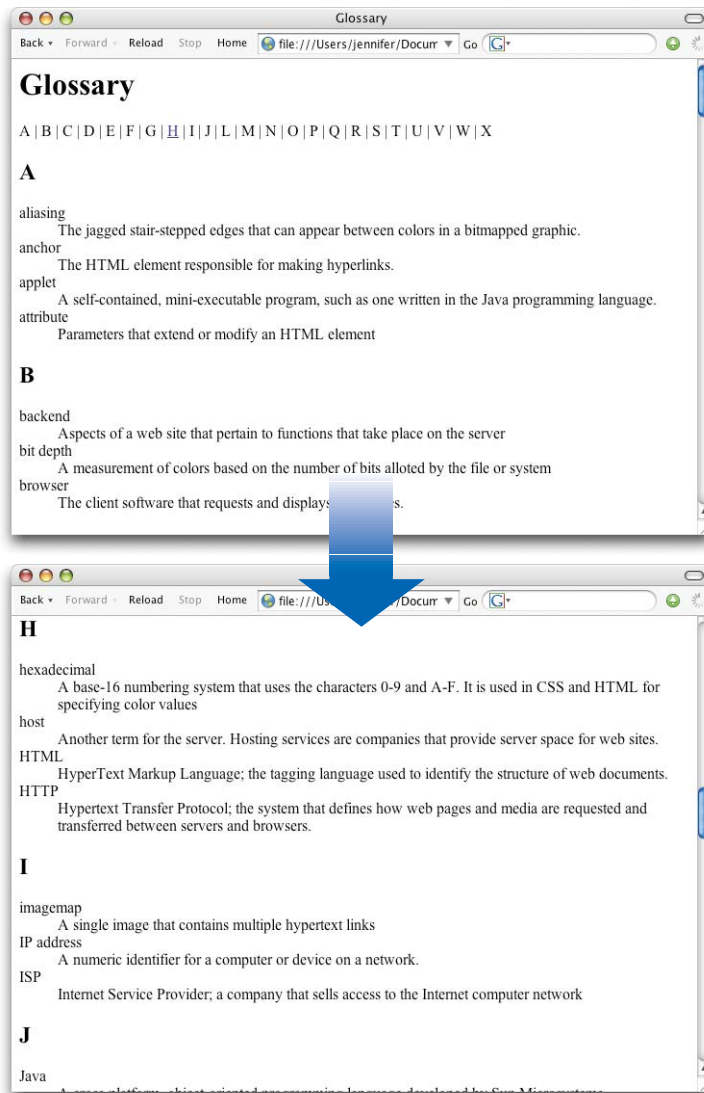 Glossary
Back Forward Reload Stop Home file:///Users/jennifer/Docum Go G
Glossary
A | B | C | D | E | F | G | H | I | J | L | M | N | O | P | Q | R | S | T | U | V | W | X
A
aliasing
The jagged stair-stepped edges that can appear between colors in a bitmapped graphic.
anchor
The HTML element responsible for making hyperlinks.
applet
A self-contained, mini-executable program, such as one written in the Java programming language.
attribute
Parameters that extend or modify an HTML element
B
backend
Aspects of a web site that pertain to functions that take place on the server
bit depth
A measurement of colors based on the number of bits alloted by the file or system
browser
The client software that requests and displays
Back Forward Reload Stop Home file:///Us /Docum Go G
H
hexadecimal
A base-16 numbering system that uses the characters 0-9 and A-F. It is used in CSS and HTML for
specifying color values
host
Another term for the server. Hosting services are companies that provide server space for web sites.
HTML
HyperText Markup Language; the tagging language used to identify the structure of web documents.
HTTP
Hypertext Transfer Protocol; the system that defines how web pages and media are requested and
transferred between servers and browsers.
I
imagemap
A single image that contains multiple hypertext links
IP address
A numeric identifier for a computer or device on a network.
ISP
Internet Service Provider; a company that sells access to the Internet computer network
J
Java